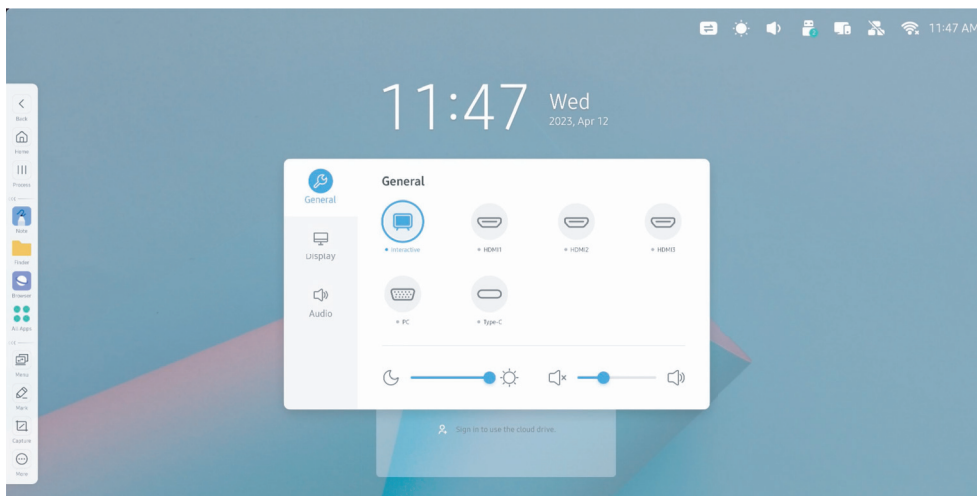 11:47 AM
11:47
Wed
2023, Apr 12
Back
Home
Process
Note
Finder
Browser
All Apps
Menu
Mark
Capture
More
General
Display
Audio
General
Interactive
HDMI1
HDMI2
HDMI3
PC
Type-C
Sign in to use the cloud drive.